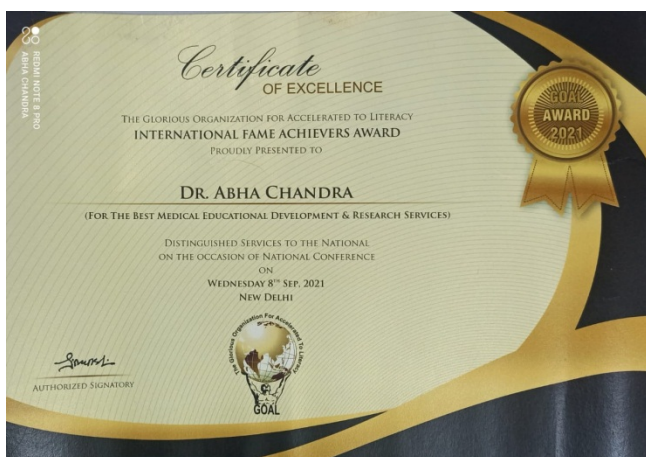 REDMI NOTE 8 PRO
ABHA CHANDRA
Certificate
OF EXCELLENCE
THE GLORIOUS ORGANIZATION FOR ACCELERATED TO LITERACY
INTERNATIONAL FAME ACHIEVERS AWARD
PROUDLY PRESENTED TO
DR. ABHA CHANDRA
(FOR THE BEST MEDICAL EDUCATIONAL DEVELOPMENT & RESEARCH SERVICES)
DISTINGUISHED SERVICES TO THE NATIONAL
ON THE OCCASION OF NATIONAL CONFERENCE
ON
WEDNESDAY 8TH SEP. 2021
NEW DELHI
GOAL
AWARD
2021
AUTHORIZED SIGNATORY
The Glorious Organization For Accelerated To Literacy
GOAL